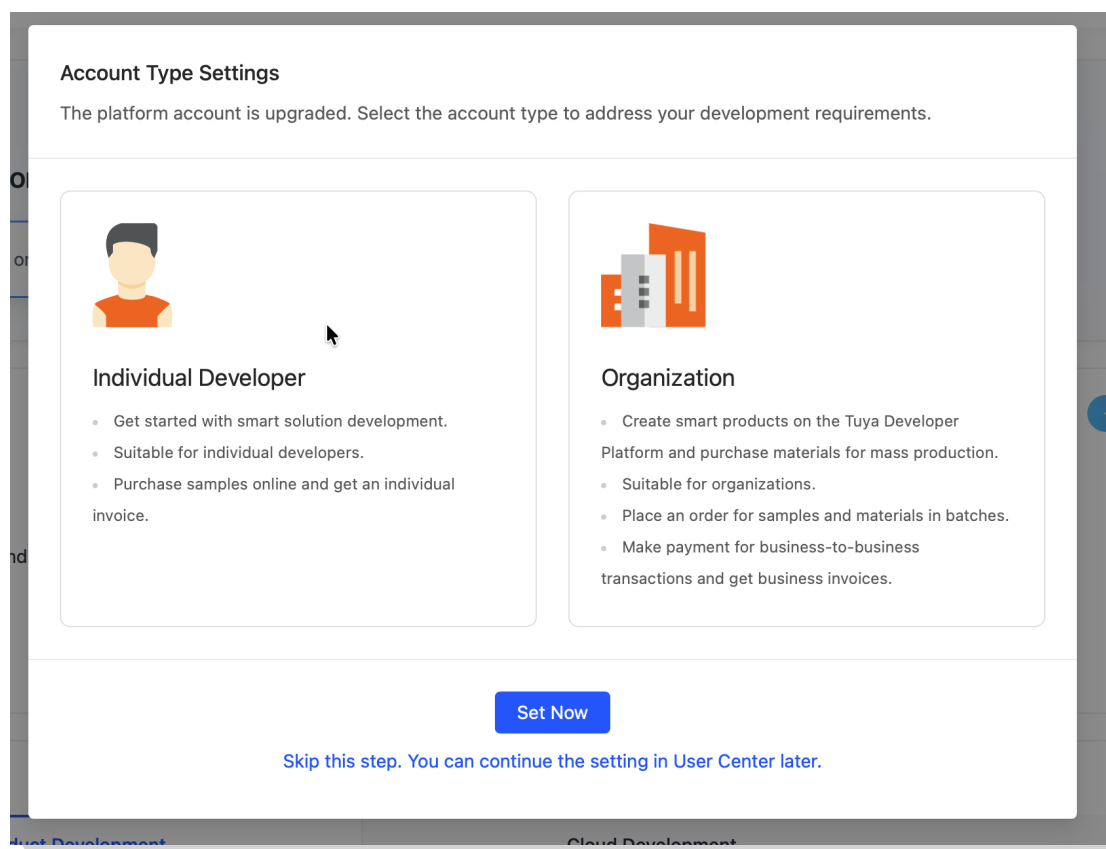 Account Type Settings
The platform account is upgraded. Select the account type to address your development requirements.
Individual Developer
Get started with smart solution development.
Suitable for individual developers.
Purchase samples online and get an individual
invoice.
Organization
Create smart products on the Tuya Developer
Platform and purchase materials for mass production.
Suitable for organizations.
Place an order for samples and materials in batches.
Make payment for business-to-business
transactions and get business invoices.
Set Now
Skip this step. You can continue the setting in User Center later.
Development
Cloud Development